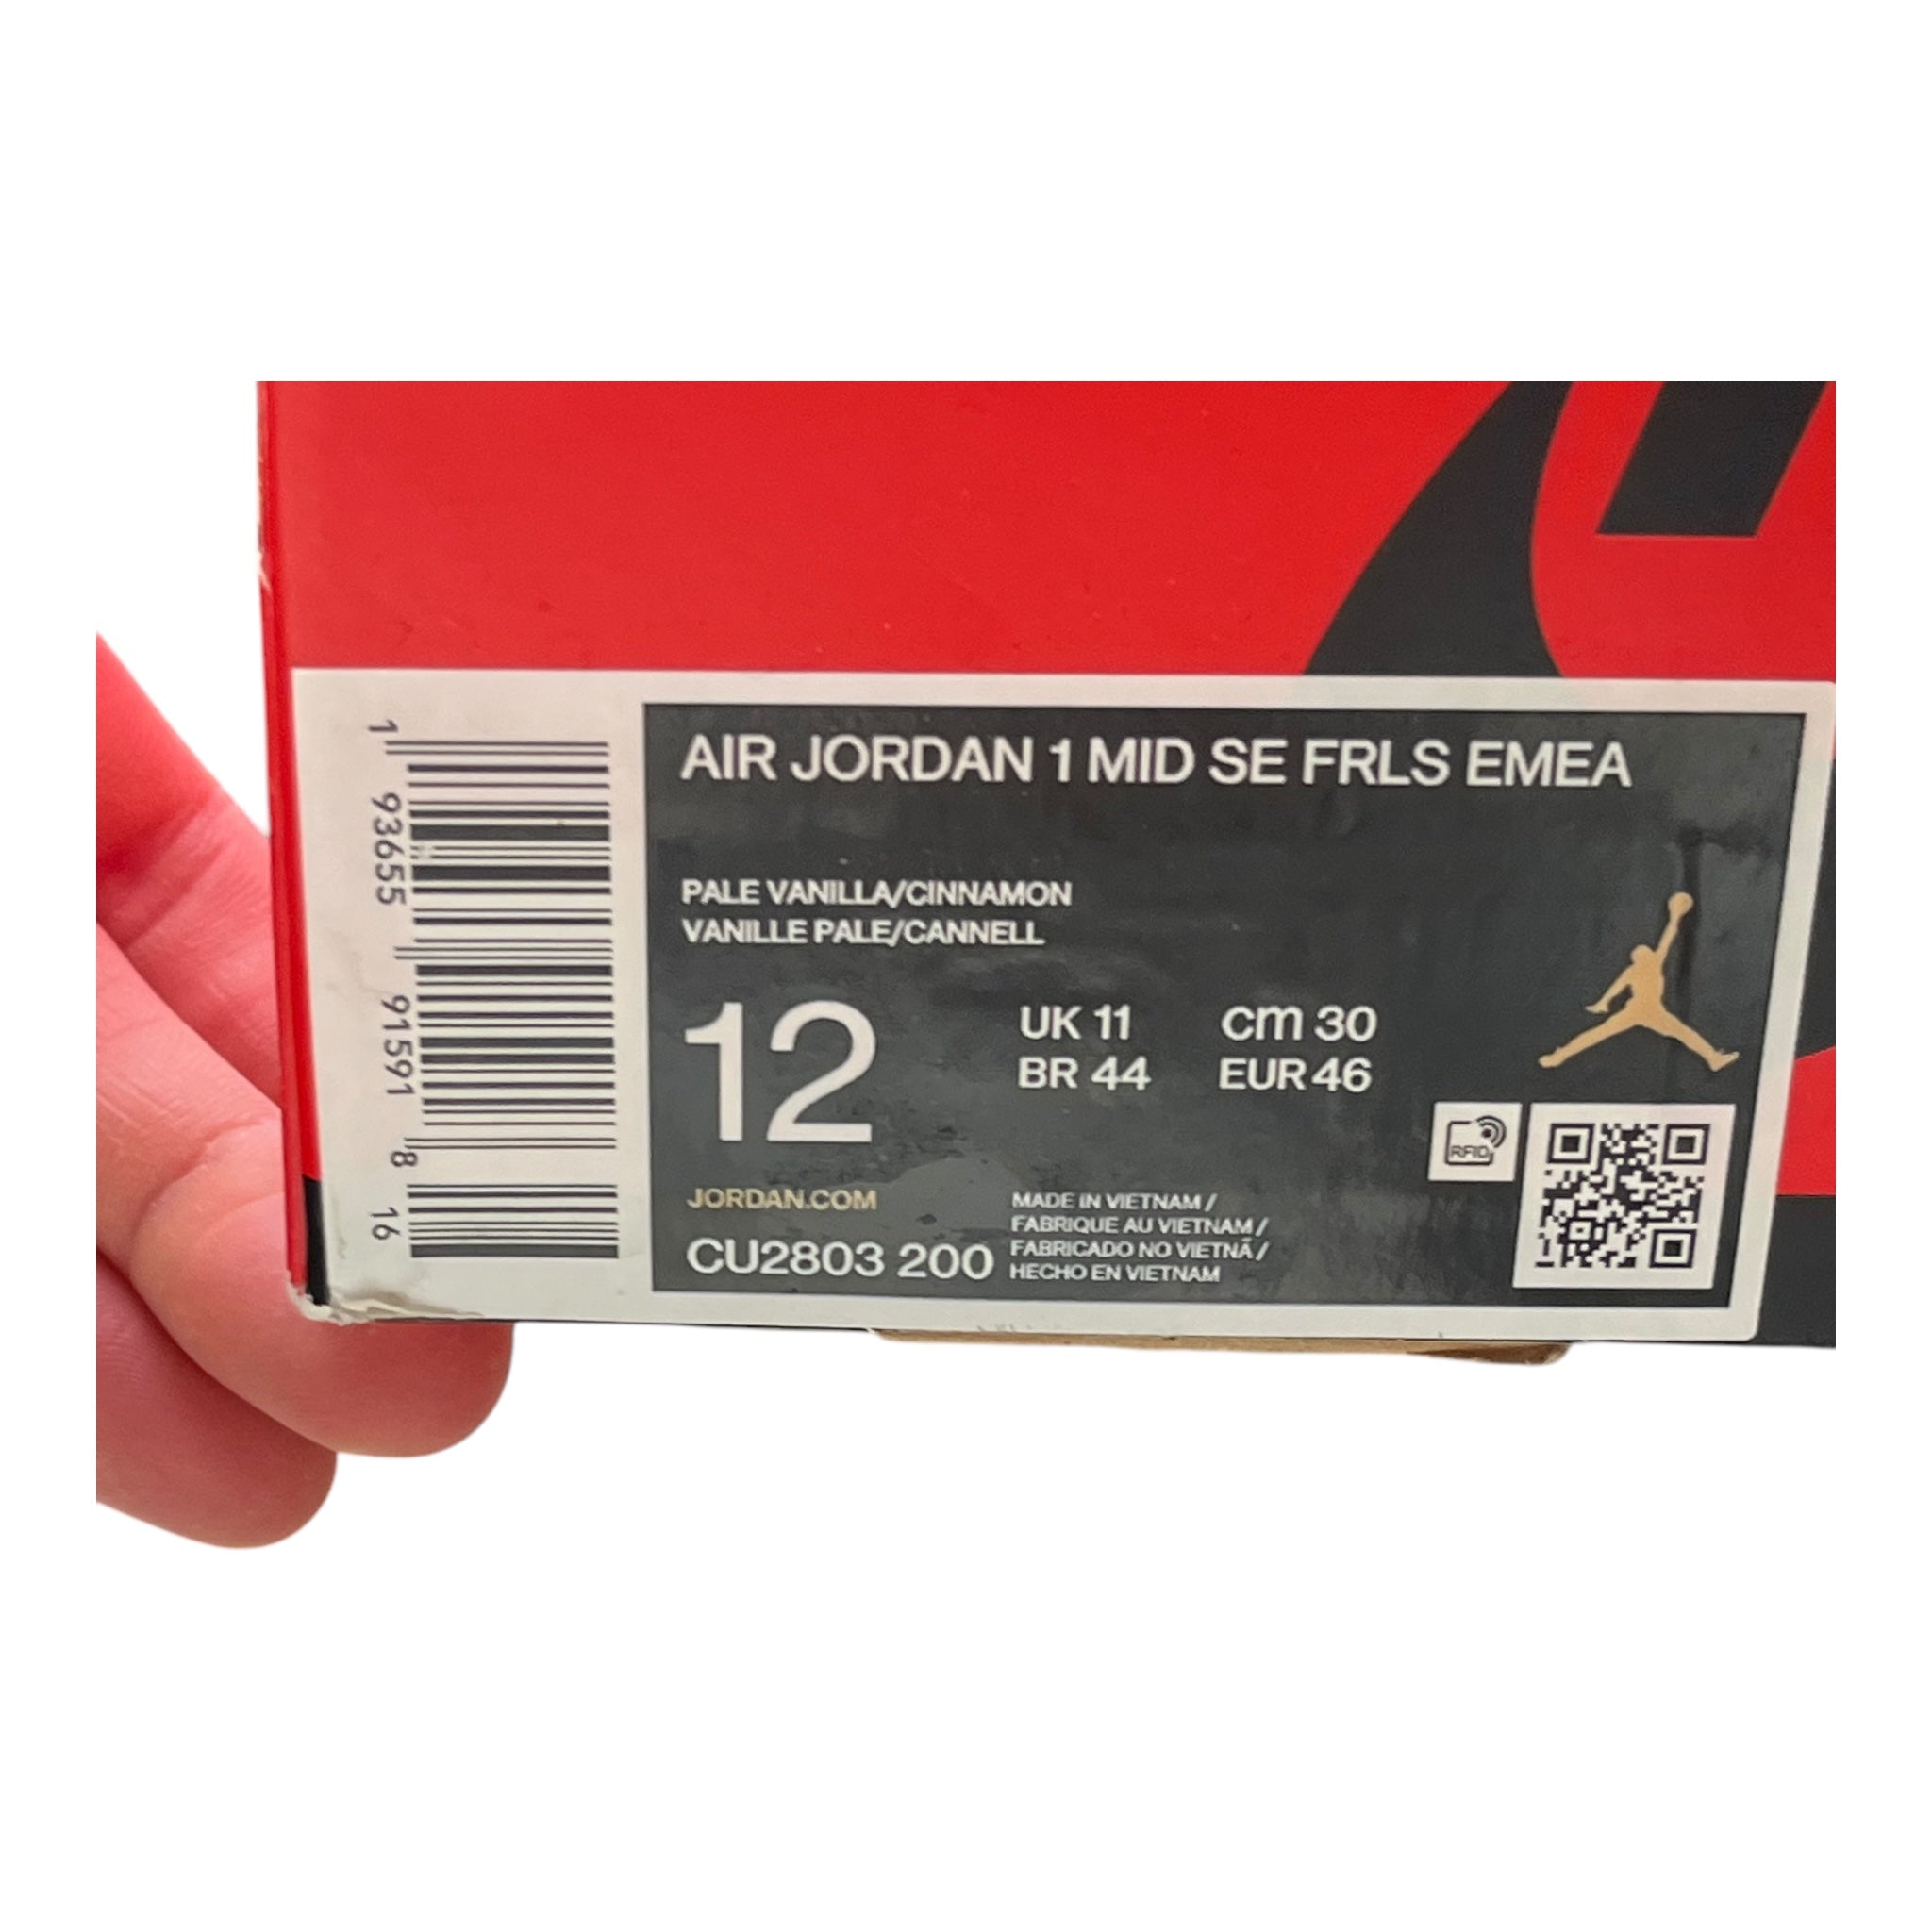 AIR JORDAN 1 MID SE FRLS EMEA
PALE VANILLA/CINNAMON
VANILLE PALE/CANNELL
12
UK 11
CM 30
BR 44
EUR 46
RFID
JORDAN.COM
CU2803 200
MADE IN VIETNAM /
FABRIQUE AU VIETNAM /
FABRICADO NO VIETNÃ /
HECHO EN VIETNAM
1 93655 91591 8 16